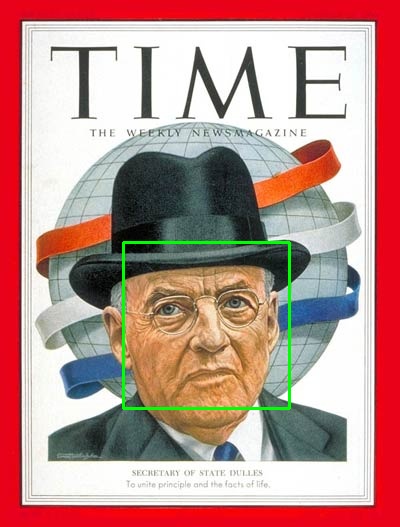 TIME
THE WEEKLY NEWSMAGAZINE
SECRETARY OF STATE DULLES
To unite principle and the facts of life.